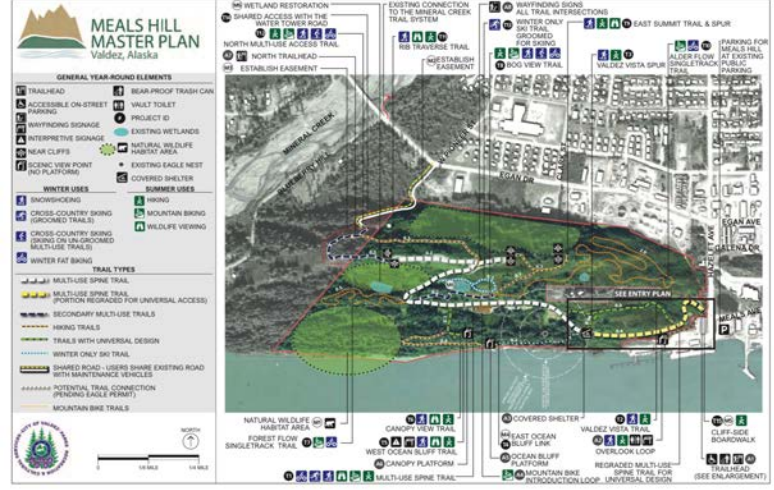 MEALS HILL
MASTER PLAN
Valdez, Alaska
GENERAL YEAR-ROUND ELEMENTS
TRAILHEAD
ACCESSIBLE ON-STREET
PARKING
WAYFINDING SIGNAGE
INTERPRETIVE SIGNAGE
NEAR CLIFFS
SCENIC VIEW POINT
(NO PLATFORM)
BEAR-PROOF TRASH CAN
VAULT TOILET
PROJECT ID
EXISTING WETLANDS
NATURAL WILDLIFE
HABITAT AREA
EXISTING EAGLE NEST
COVERED SHELTER
WINTER USES
SNOWSHOEING
CROSS-COUNTRY SKIING
(GROOMED TRAILS)
CROSS-COUNTRY SKIING
(SKIING ON UN-GROOMED
MULTI-USE TRAILS)
WINTER FAT BIKING
SUMMER USES
HIKING
MOUNTAIN BIKING
WILDLIFE VIEWING
TRAIL TYPES
MULTI-USE SPINE TRAIL
MULTI-USE SPINE TRAIL
(PORTION REGRADED FOR UNIVERSAL ACCESS)
SECONDARY MULTI-USE TRAILS
HIKING TRAILS
TRAILS WITH UNIVERSAL DESIGN
WINTER ONLY SKI TRAIL
SHARED ROAD - USERS SHARE EXISTING ROAD
WITH MAINTENANCE VEHICLES
POTENTIAL TRAIL CONNECTION
(PENDING EAGLE PERMIT)
MOUNTAIN BIKE TRAILS
NORTH
1/8 MILE
1/4 MILE
WETLAND RESTORATION
SHARED ACCESS WITH THE
WATER TOWER ROAD
NORTH MULTI-USE ACCESS TRAIL
NORTH TRAILHEAD
ESTABLISH EASEMENT
EXISTING CONNECTION
TO THE MINERAL CREEK
TRAIL SYSTEM
RIB TRAVERSE TRAIL
ESTABLISH
EASEMENT
WAYFINDING SIGNS
ALL TRAIL INTERSECTIONS
WINTER ONLY
SKI TRAIL
GROOMED
FOR SKIING
BOG VIEW TRAIL
EAST SUMMIT TRAIL & SPUR
VALDEZ VISTA SPUR
ALDER FLOW
SINGLETRACK
TRAIL
PARKING FOR
MEALS HILL
AT EXISTING
PUBLIC
PARKING
MINERAL CREEK
EGAN DR
EGAN AVE
GALENA DR
HAZELET AVE
MEALS AVE
SEE ENTRY PLAN
P
NATURAL WILDLIFE
HABITAT AREA
FOREST FLOW
SINGLETRACK TRAIL
CANOPY VIEW TRAIL
WEST OCEAN BLUFF TRAIL
CANOPY PLATFORM
MULTI-USE SPINE TRAIL
COVERED SHELTER
EAST OCEAN
BLUFF LINK
OCEAN BLUFF
PLATFORM
MOUNTAIN BIKE
INTRODUCTION LOOP
VALDEZ VISTA TRAIL
OVERLOOK LOOP
REGRADED MULTI-USE
SPINE TRAIL FOR
UNIVERSAL DESIGN
CLIFF-SIDE
BOARDWALK
TRAILHEAD
(SEE ENLARGEMENT)